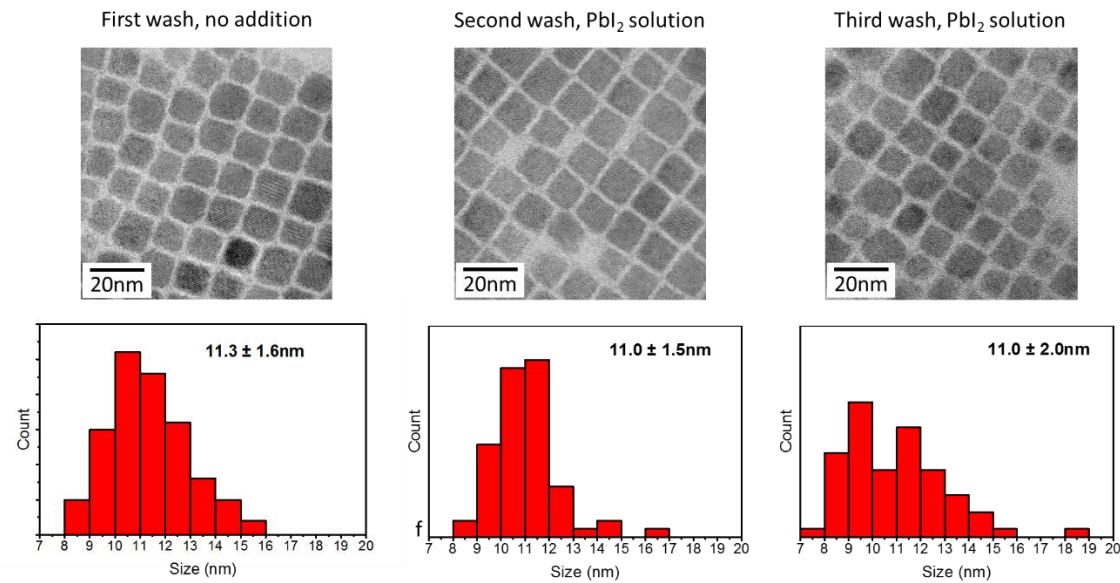 First wash, no addition
Second wash, PbI₂ solution
Third wash, PbI₂ solution
20nm
20nm
20nm
11.3 ± 1.6nm
Count
7 8 9 10 11 12 13 14 15 16 17 18 19 20
Size (nm)
11.0 ± 1.5nm
Count
f
7 8 9 10 11 12 13 14 15 16 17 18 19 20
Size (nm)
11.0 ± 2.0nm
Count
7 8 9 10 11 12 13 14 15 16 17 18 19 20
Size (nm)